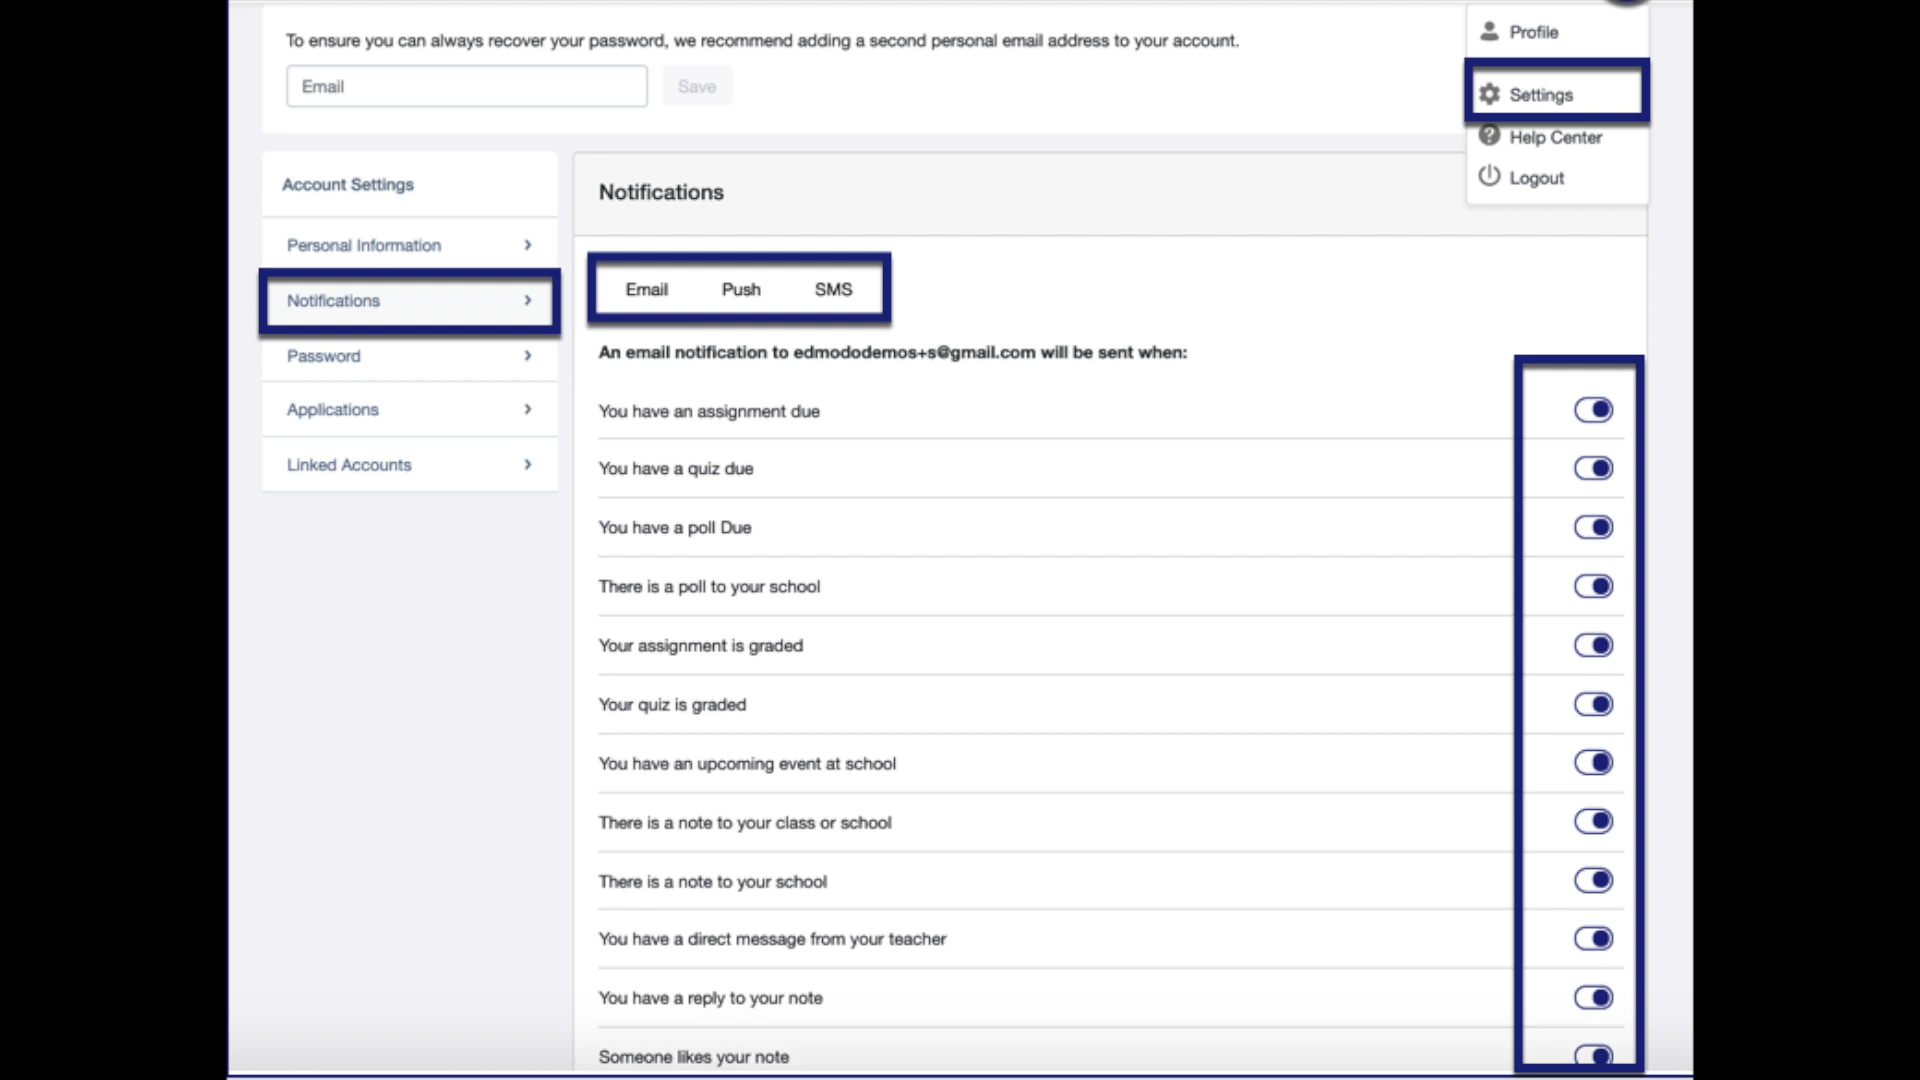 To ensure you can always recover your password, we recommend adding a second personal email address to your account.
Email
Save
Profile
Settings
Help Center
Logout
Account Settings
Personal Information
Notifications
Password
Applications
Linked Accounts
Notifications
Email Push SMS
An email notification to edmododemos+s@gmail.com will be sent when:
You have an assignment due
You have a quiz due
You have a poll Due
There is a poll to your school
Your assignment is graded
Your quiz is graded
You have an upcoming event at school
There is a note to your class or school
There is a note to your school
You have a direct message from your teacher
You have a reply to your note
Someone likes your note